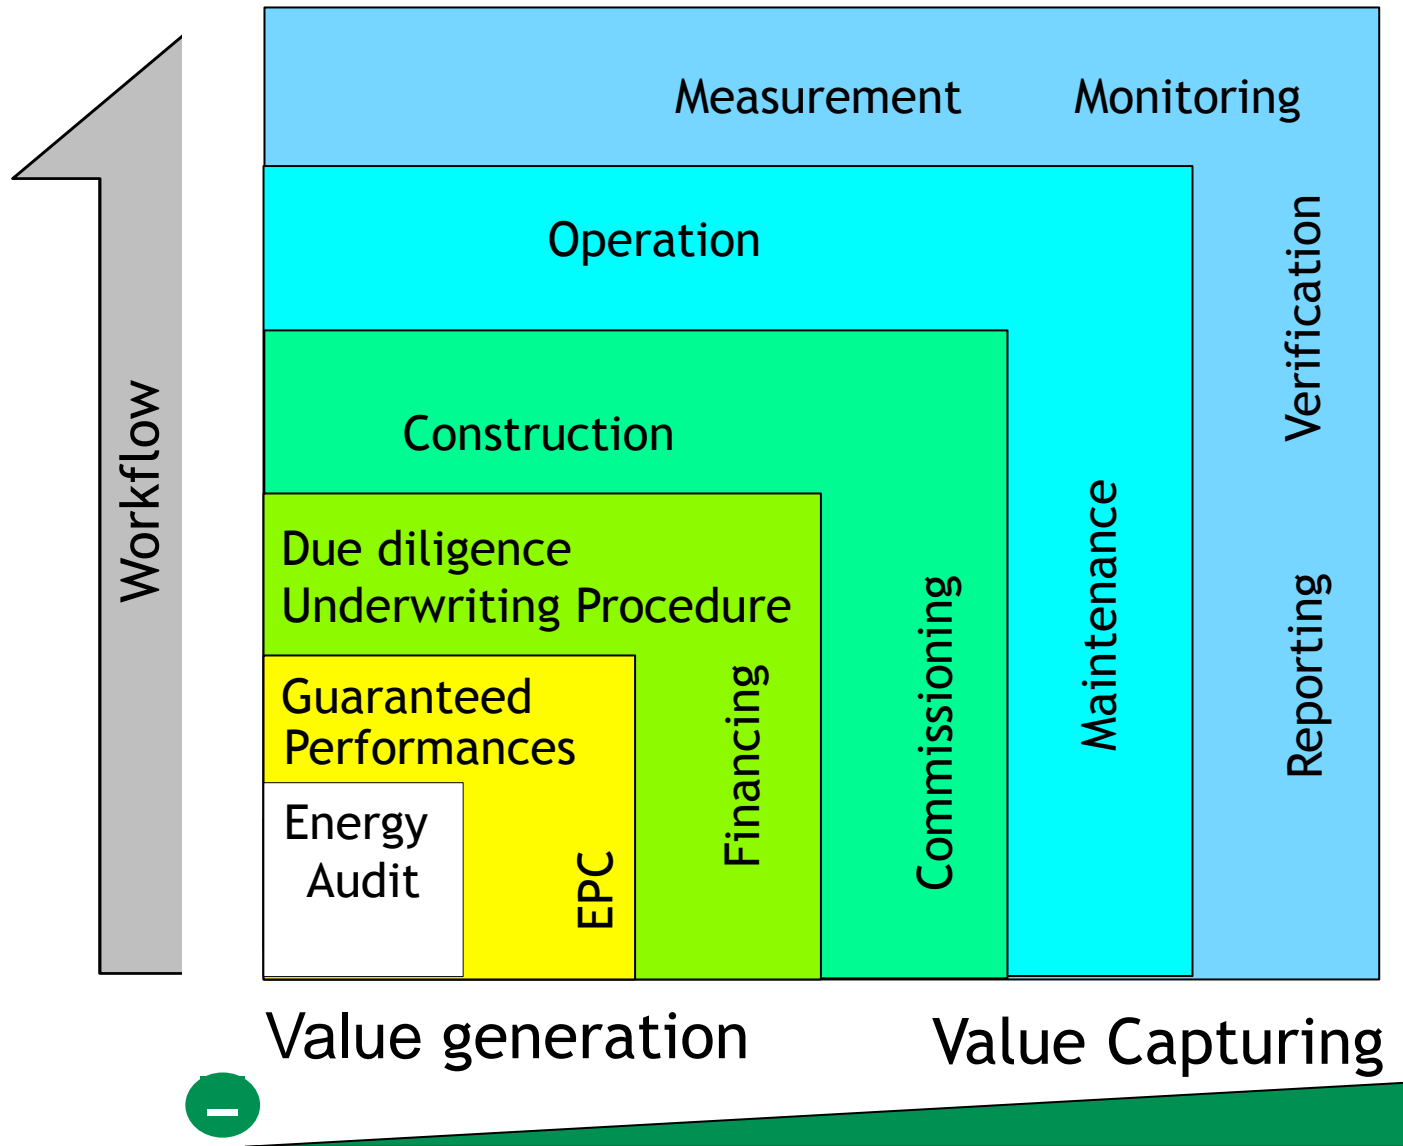 Measurement Monitoring
Operation
Verification
Construction
Workflow
Due diligence
Underwriting Procedure
Maintenance
Commissioning
Reporting
Guaranteed
Performances
Financing
Energy
Audit
EPC
Value generation
Value Capturing
–